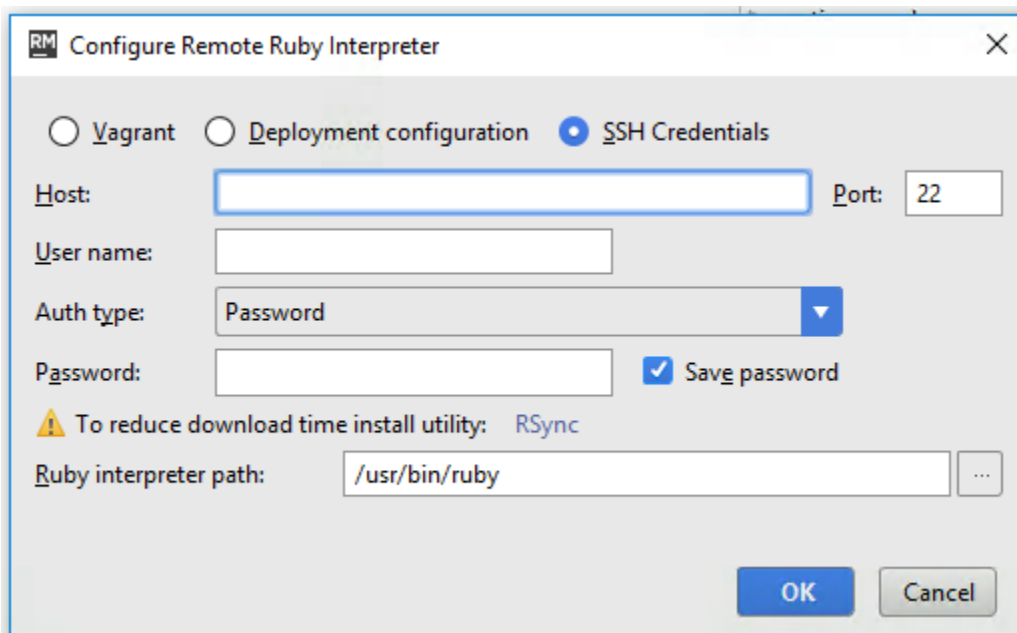 RM Configure Remote Ruby Interpreter
Vagrant Deployment configuration SSH Credentials
Host: Port: 22
User name:
Auth type: Password
Password: Save password
To reduce download time install utility: RSync
Ruby interpreter path: /usr/bin/ruby ...
OK Cancel